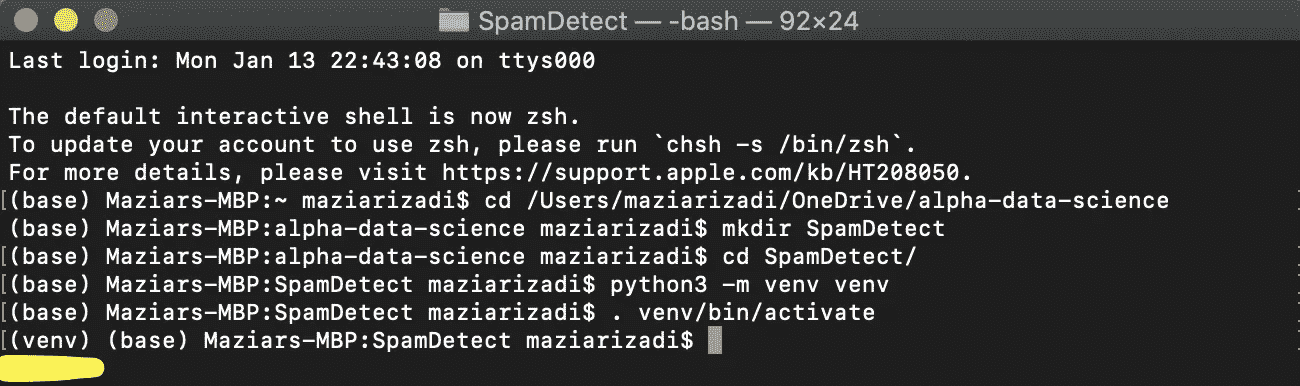 SpamDetect — -bash — 92×24
Last login: Mon Jan 13 22:43:08 on ttys000
The default interactive shell is now zsh.
To update your account to use zsh, please run `chsh -s /bin/zsh`.
For more details, please visit https://support.apple.com/kb/HT208050.
[(base) Maziars-MBP:~ maziarizadi$ cd /Users/maziarizadi/OneDrive/alpha-data-science
(base) Maziars-MBP:alpha-data-science maziarizadi$ mkdir SpamDetect
[(base) Maziars-MBP:alpha-data-science maziarizadi$ cd SpamDetect/
[(base) Maziars-MBP:SpamDetect maziarizadi$ python3 -m venv venv
[(base) Maziars-MBP:SpamDetect maziarizadi$ . venv/bin/activate
[(venv) (base) Maziars-MBP:SpamDetect maziarizadi$